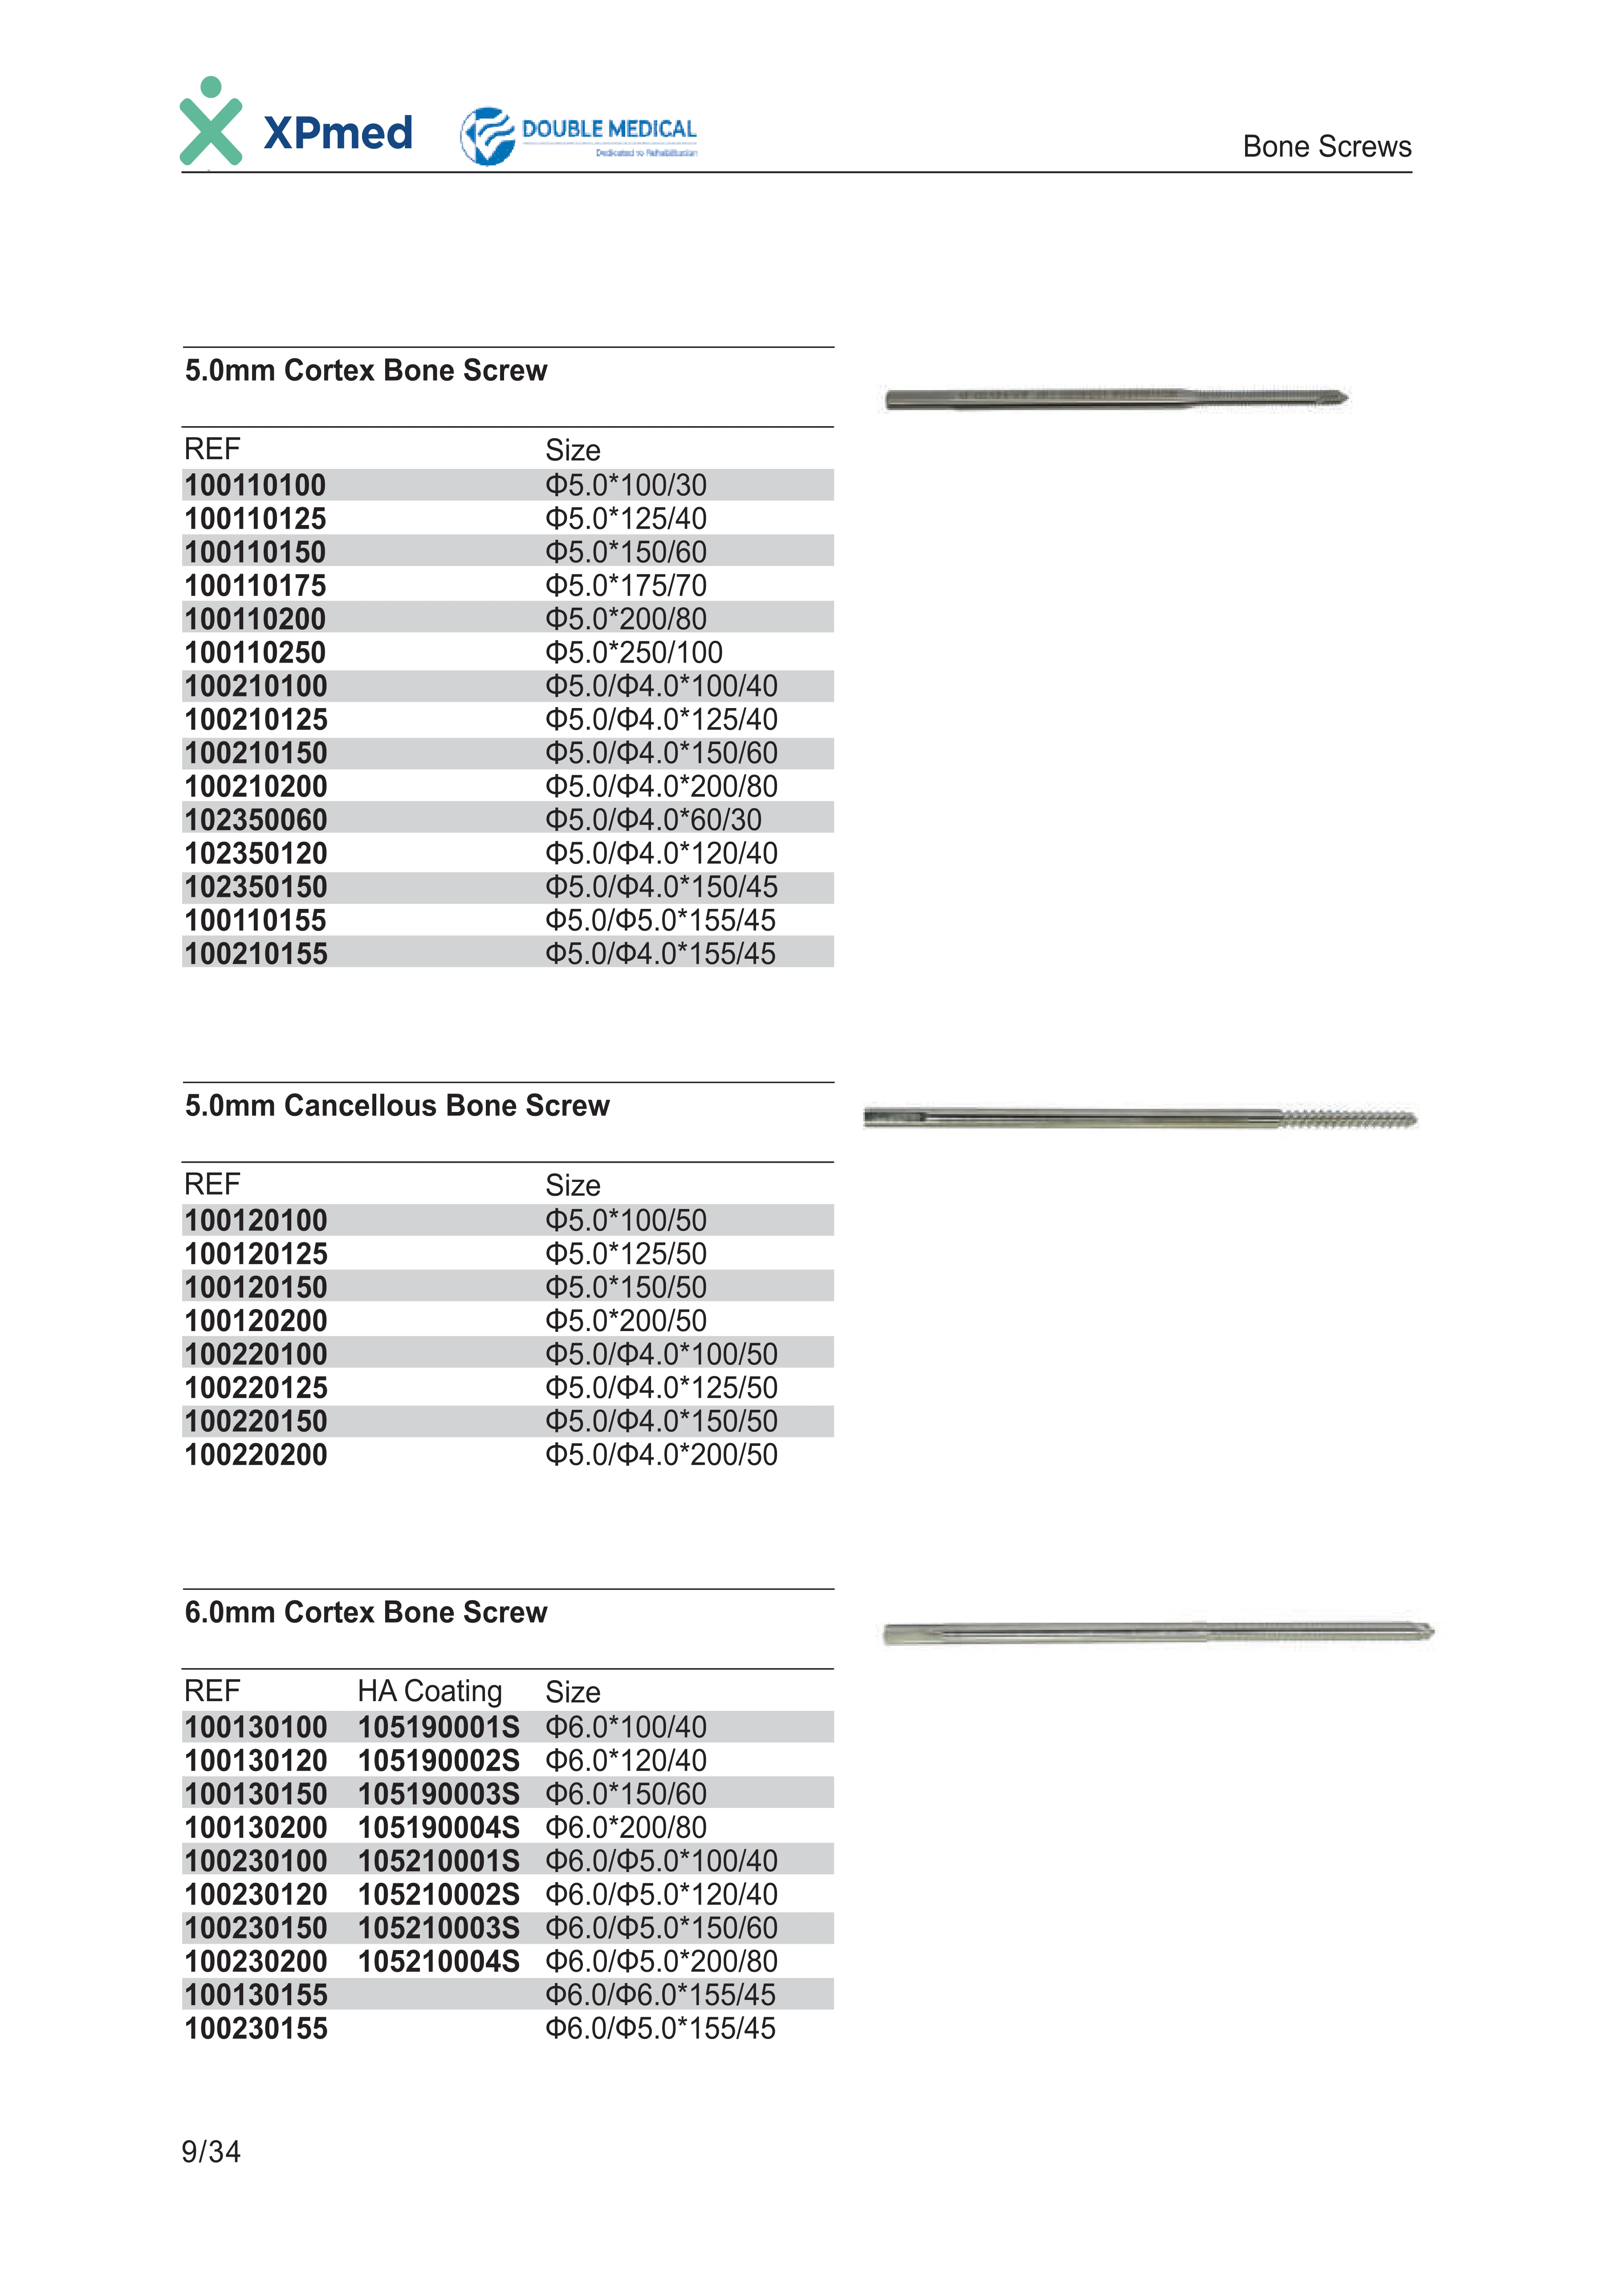 XPmed
DOUBLE MEDICAL
Dedicated to Rehabilitation
Bone Screws
5.0mm Cortex Bone Screw
REF Size
100110100 Φ5.0*100/30
100110125 Φ5.0*125/40
100110150 Φ5.0*150/60
100110175 Φ5.0*175/70
100110200 Φ5.0*200/80
100110250 Φ5.0*250/100
100210100 Φ5.0/Φ4.0*100/40
100210125 Φ5.0/Φ4.0*125/40
100210150 Φ5.0/Φ4.0*150/60
100210200 Φ5.0/Φ4.0*200/80
102350060 Φ5.0/Φ4.0*60/30
102350120 Φ5.0/Φ4.0*120/40
102350150 Φ5.0/Φ4.0*150/45
100110155 Φ5.0/Φ5.0*155/45
100210155 Φ5.0/Φ4.0*155/45
5.0mm Cancellous Bone Screw
REF Size
100120100 Φ5.0*100/50
100120125 Φ5.0*125/50
100120150 Φ5.0*150/50
100120200 Φ5.0*200/50
100220100 Φ5.0/Φ4.0*100/50
100220125 Φ5.0/Φ4.0*125/50
100220150 Φ5.0/Φ4.0*150/50
100220200 Φ5.0/Φ4.0*200/50
6.0mm Cortex Bone Screw
REF HA Coating Size
100130100 105190001S Φ6.0*100/40
100130120 105190002S Φ6.0*120/40
100130150 105190003S Φ6.0*150/60
100130200 105190004S Φ6.0*200/80
100230100 105210001S Φ6.0/Φ5.0*100/40
100230120 105210002S Φ6.0/Φ5.0*120/40
100230150 105210003S Φ6.0/Φ5.0*150/60
100230200 105210004S Φ6.0/Φ5.0*200/80
100130155 Φ6.0/Φ6.0*155/45
100230155 Φ6.0/Φ5.0*155/45
9/34